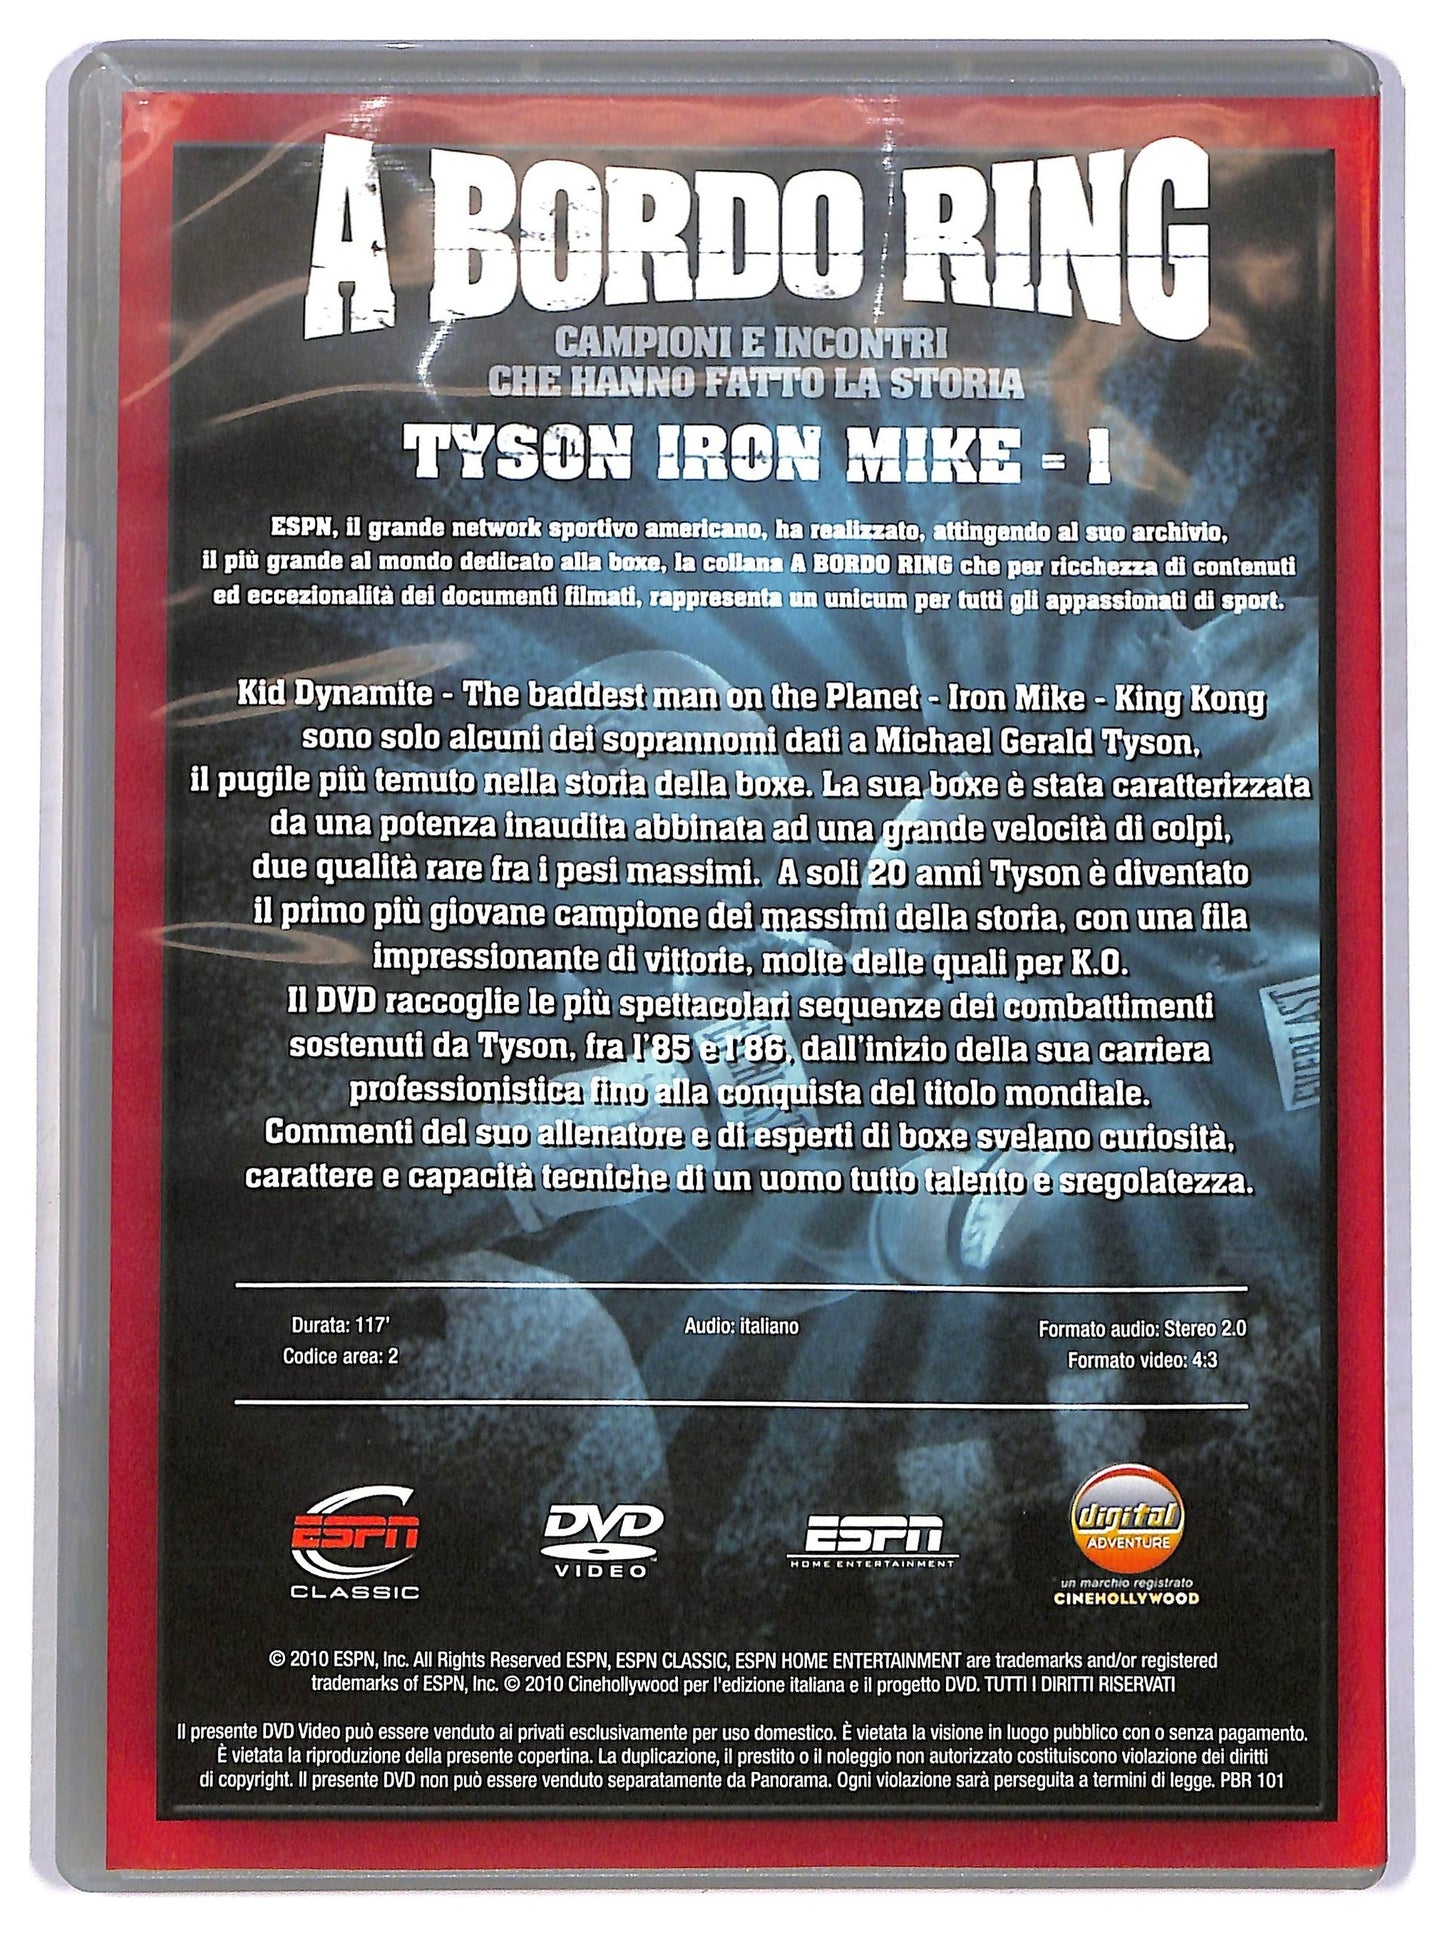 A BORDO RING
CAMPIONI E INCONTRI
CHE HANNO FATTO LA STORIA
TYSON IRON MIKE - 1
ESPN, il grande network sportivo americano, ha realizzato, attingendo al suo archivio,
il più grande al mondo dedicato alla boxe, la collana A BORDO RING che per ricchezza di contenuti
ed eccezionalità dei documenti filmati, rappresenta un unicum per tutti gli appassionati di sport.
Kid Dynamite - The baddest man on the Planet - Iron Mike - King Kong
sono solo alcuni dei soprannomi dati a Michael Gerald Tyson,
il pugile più temuto nella storia della boxe. La sua boxe è stata caratterizzata
da una potenza inaudita abbinata ad una grande velocità di colpi,
due qualità rare fra i pesi massimi. A soli 20 anni Tyson è diventato
il primo più giovane campione dei massimi della storia, con una fila
impressionante di vittorie, molte delle quali per K.O.
Il DVD raccoglie le più spettacolari sequenze dei combattimenti
sostenuti da Tyson, fra l'85 e l'86, dall'inizio della sua carriera
professionistica fino alla conquista del titolo mondiale.
Commenti del suo allenatore e di esperti di boxe svelano curiosità,
carattere e capacità tecniche di un uomo tutto talento e sregolatezza.
EVERLAST
EVERLAST
Durata: 117' Audio: italiano Formato audio: Stereo 2.0
Codice area: 2 Formato video: 4:3
ESPN CLASSIC
DVD VIDEO TM
ESPN HOME ENTERTAINMENT
digital ADVENTURE
un marchio registrato
CINEHOLLYWOOD
© 2010 ESPN, Inc. All Rights Reserved ESPN, ESPN CLASSIC, ESPN HOME ENTERTAINMENT are trademarks and/or registered
trademarks of ESPN, Inc. © 2010 Cinehollywood per l'edizione italiana e il progetto DVD. TUTTI I DIRITTI RISERVATI
Il presente DVD Video può essere venduto ai privati esclusivamente per uso domestico. È vietata la visione in luogo pubblico con o senza pagamento.
È vietata la riproduzione della presente copertina. La duplicazione, il prestito o il noleggio non autorizzato costituiscono violazione dei diritti
di copyright. Il presente DVD non può essere venduto separatamente da Panorama. Ogni violazione sarà perseguita a termini di legge. PBR 101